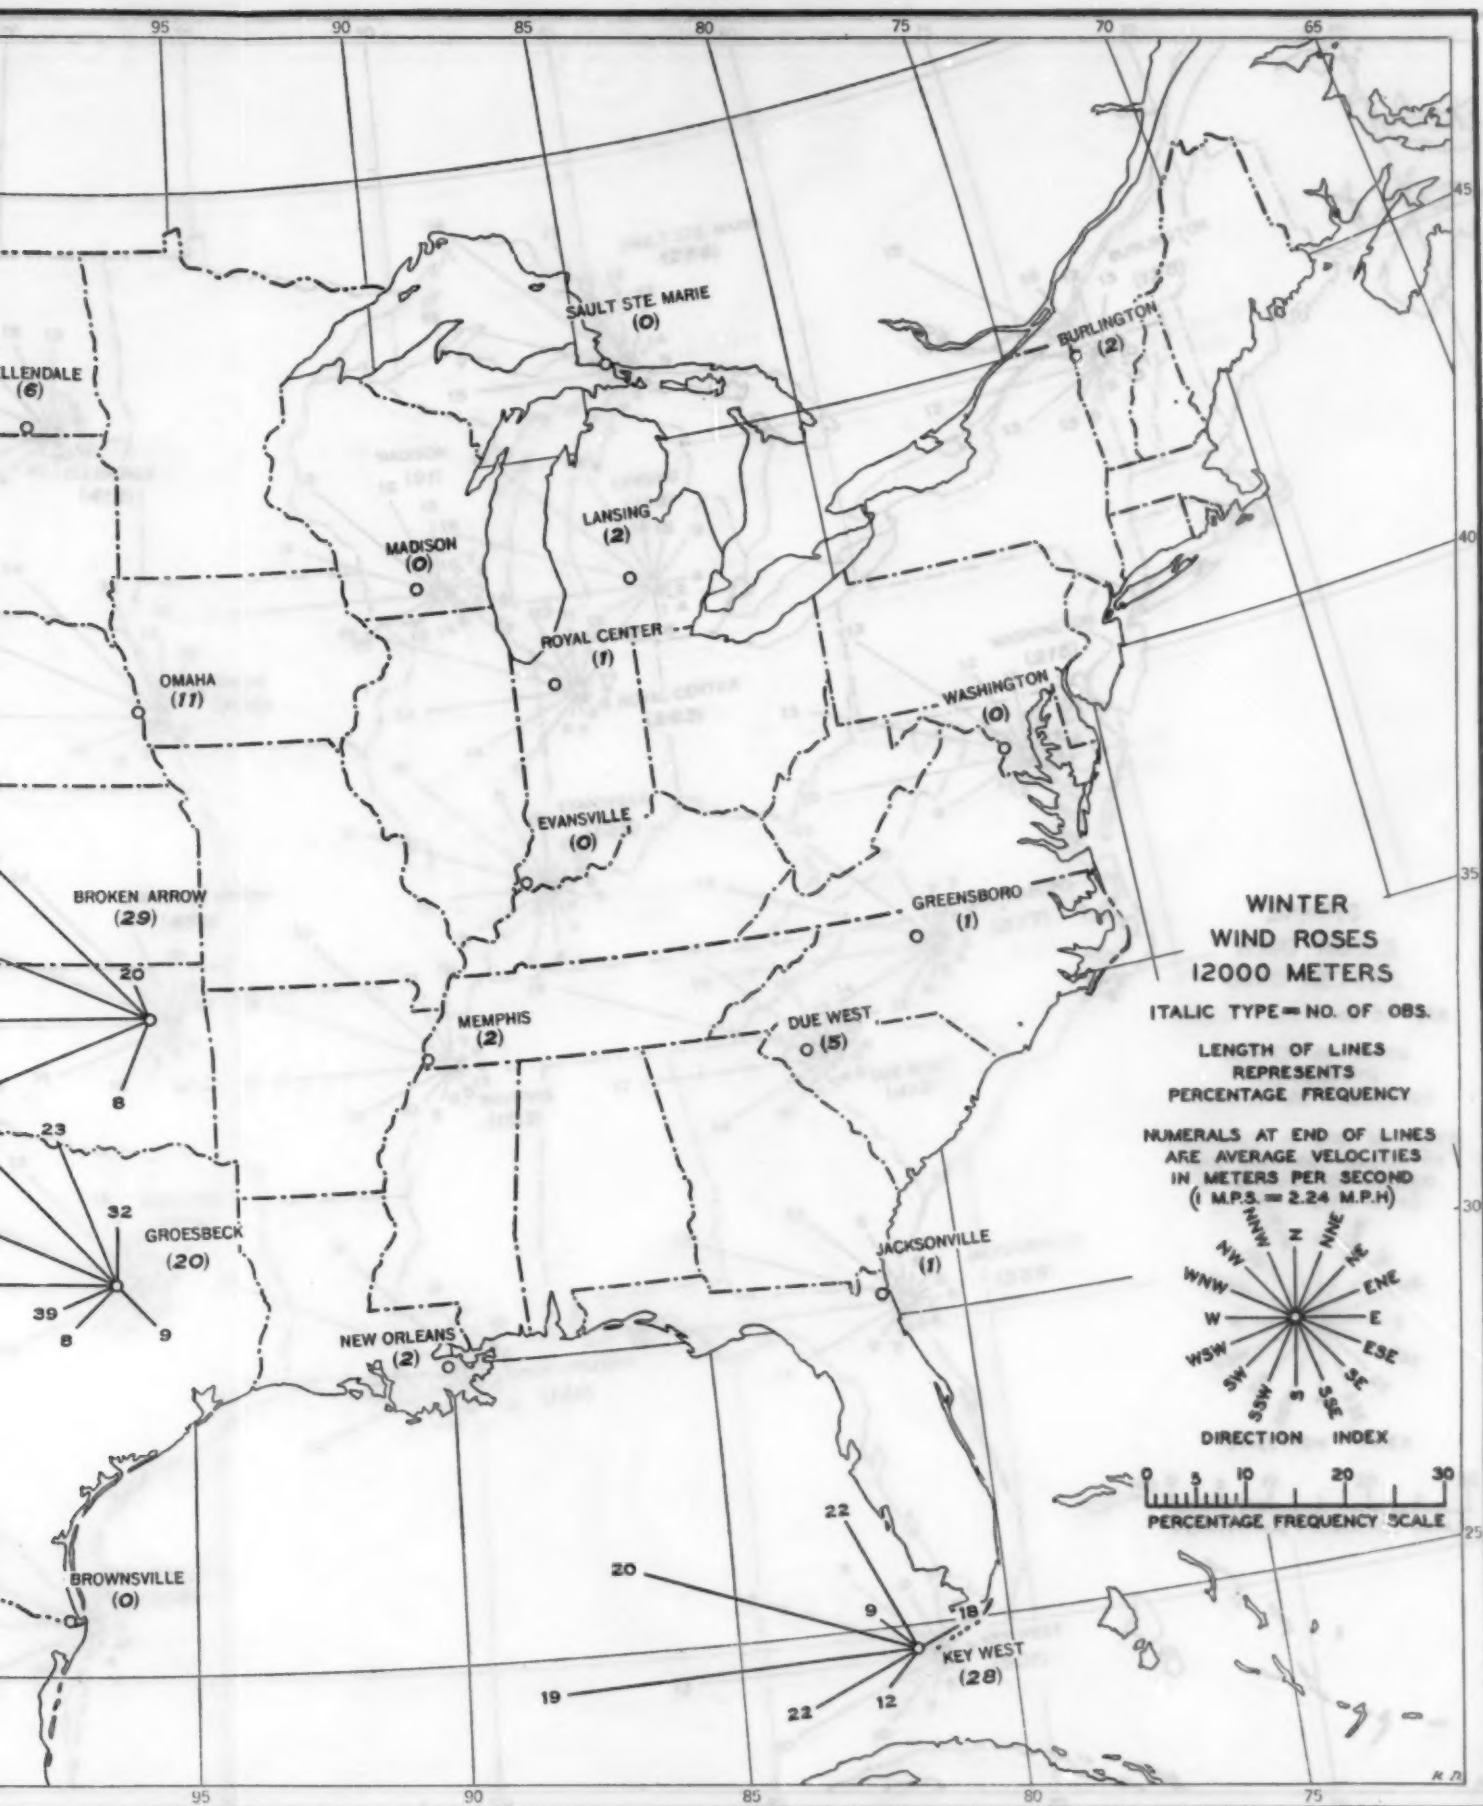 95 90 85 80 75 70 65
45
SAULT STE. MARIE
(0)
BURLINGTON
(2)
LLENDALE
(6)
LANSING
(2)
MADISON
(0)
40
ROYAL CENTER
(1)
OMAHA
(11)
WASHINGTON
(0)
EVANSVILLE
(0)
35
BROKEN ARROW
(29)
20
8
GREENSBORO
(1)
WINTER
WIND ROSES
12000 METERS
ITALIC TYPE = NO. OF OBS.
LENGTH OF LINES
REPRESENTS
PERCENTAGE FREQUENCY
NUMERALS AT END OF LINES
ARE AVERAGE VELOCITIES
IN METERS PER SECOND
(1 M.P.S. = 2.24 M.P.H)
MEMPHIS
(2)
DUE WEST
(5)
23
32
GROESBECK
(20)
39
8
9
30
JACKSONVILLE
(1)
NEW ORLEANS
(2)
NNW N NNE
NW NE
WNW ENE
W E
WSW ESE
SW SE
SSW S SSE
DIRECTION INDEX
0 5 10 20 30
PERCENTAGE FREQUENCY SCALE
25
22
20
9
18
BROWNSVILLE
(0)
KEY WEST
(28)
19
22
12
K.D.
95 90 85 80 75